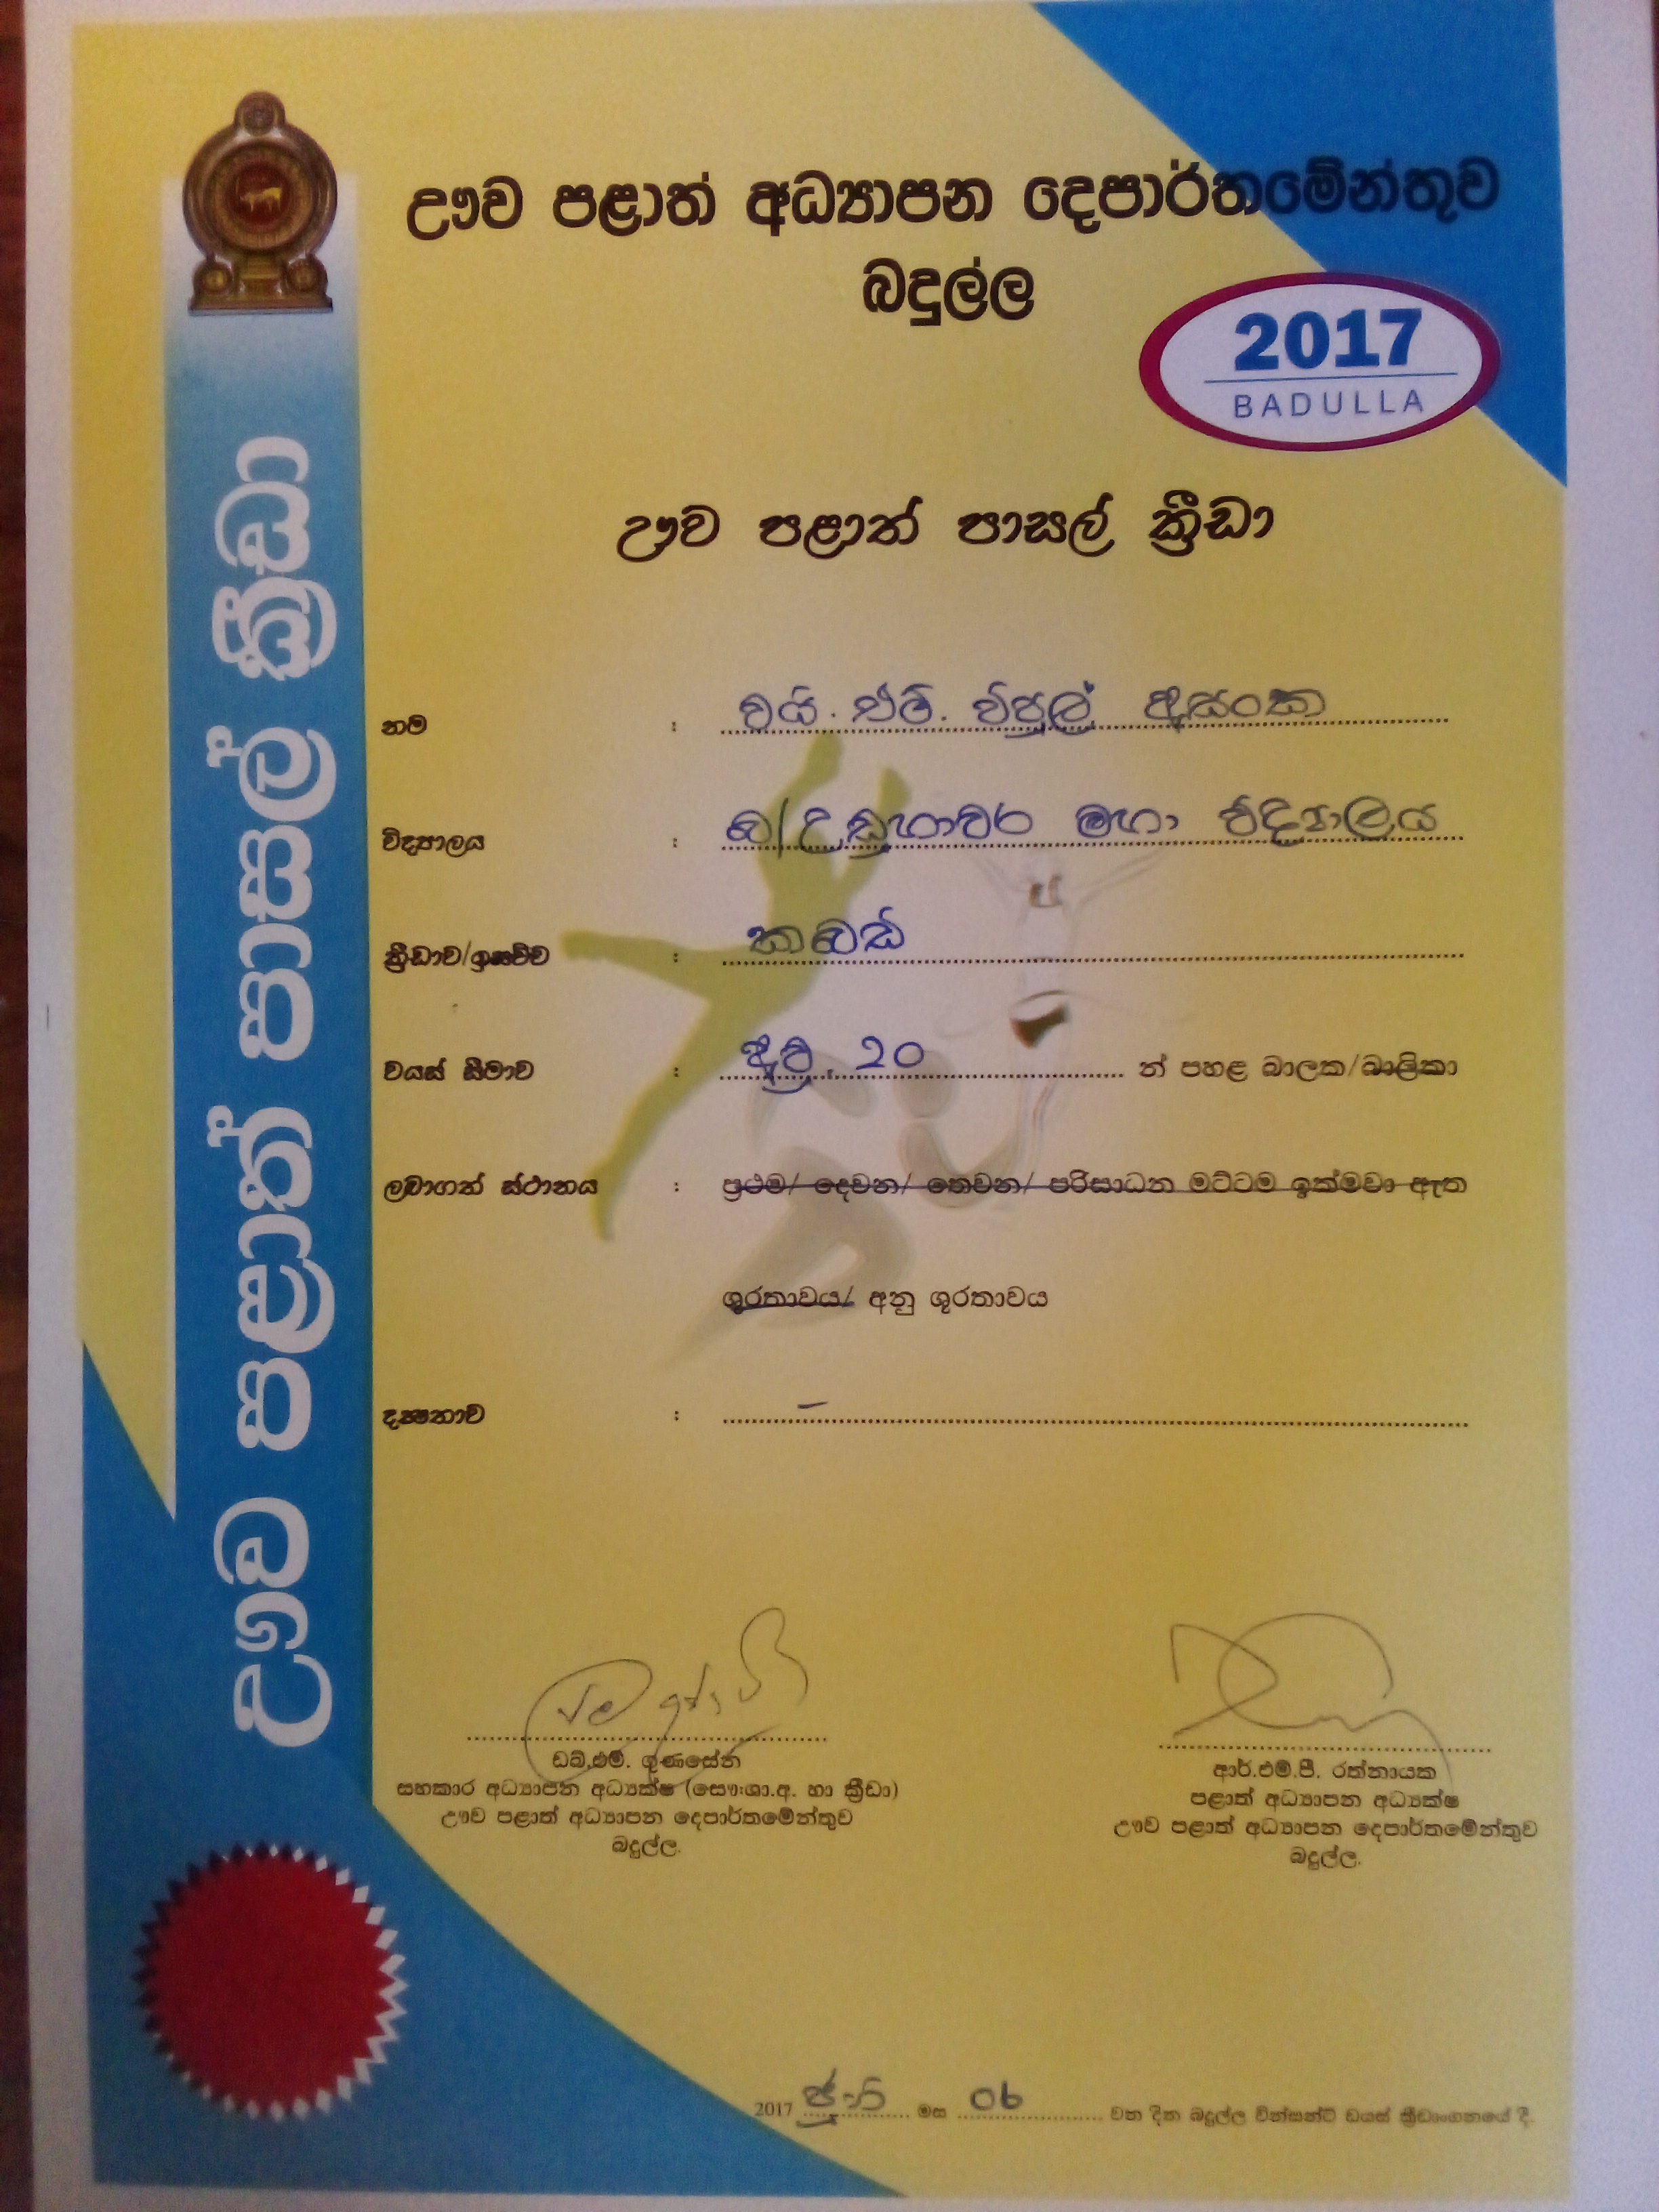 ඌව පළාත් අධ්‍යාපන දෙපාර්තමේන්තුව
බදුල්ල
2017
BADULLA
ඌව පළාත් පාසල් ක්‍රීඩා
ඌව පළාත් පාසල් ක්‍රීඩා
නම : වයි. එම්. විපුල් අසංක
විද්‍යාලය : බ/උඩුහාවර මහා විද්‍යාලය
ක්‍රීඩාව/ඉසව්ව : කබඩි
වයස් සීමාව : අවු. 20 න් පහළ බාලක/බාලිකා
ලබාගත් ස්ථානය : ප්‍රථම/ දෙවන/ තෙවන/ පරිසාධන මට්ටම ඉක්මවා ඇත
ශූරතාවය/ අනු ශූරතාවය
දක්ෂතාව : –
ඩබ්.එම්. ගුණසේන
සහකාර අධ්‍යාපන අධ්‍යක්ෂ (සෞ:ශා.අ. හා ක්‍රීඩා)
ඌව පළාත් අධ්‍යාපන දෙපාර්තමේන්තුව
බදුල්ල.
ආර්.එම්.පී. රත්නායක
පළාත් අධ්‍යාපන අධ්‍යක්ෂ
ඌව පළාත් අධ්‍යාපන දෙපාර්තමේන්තුව
බදුල්ල.
2017 ජූනි මස 06 වන දින බදුල්ල වින්සන්ට් ඩයස් ක්‍රීඩාංගනයේ දී.